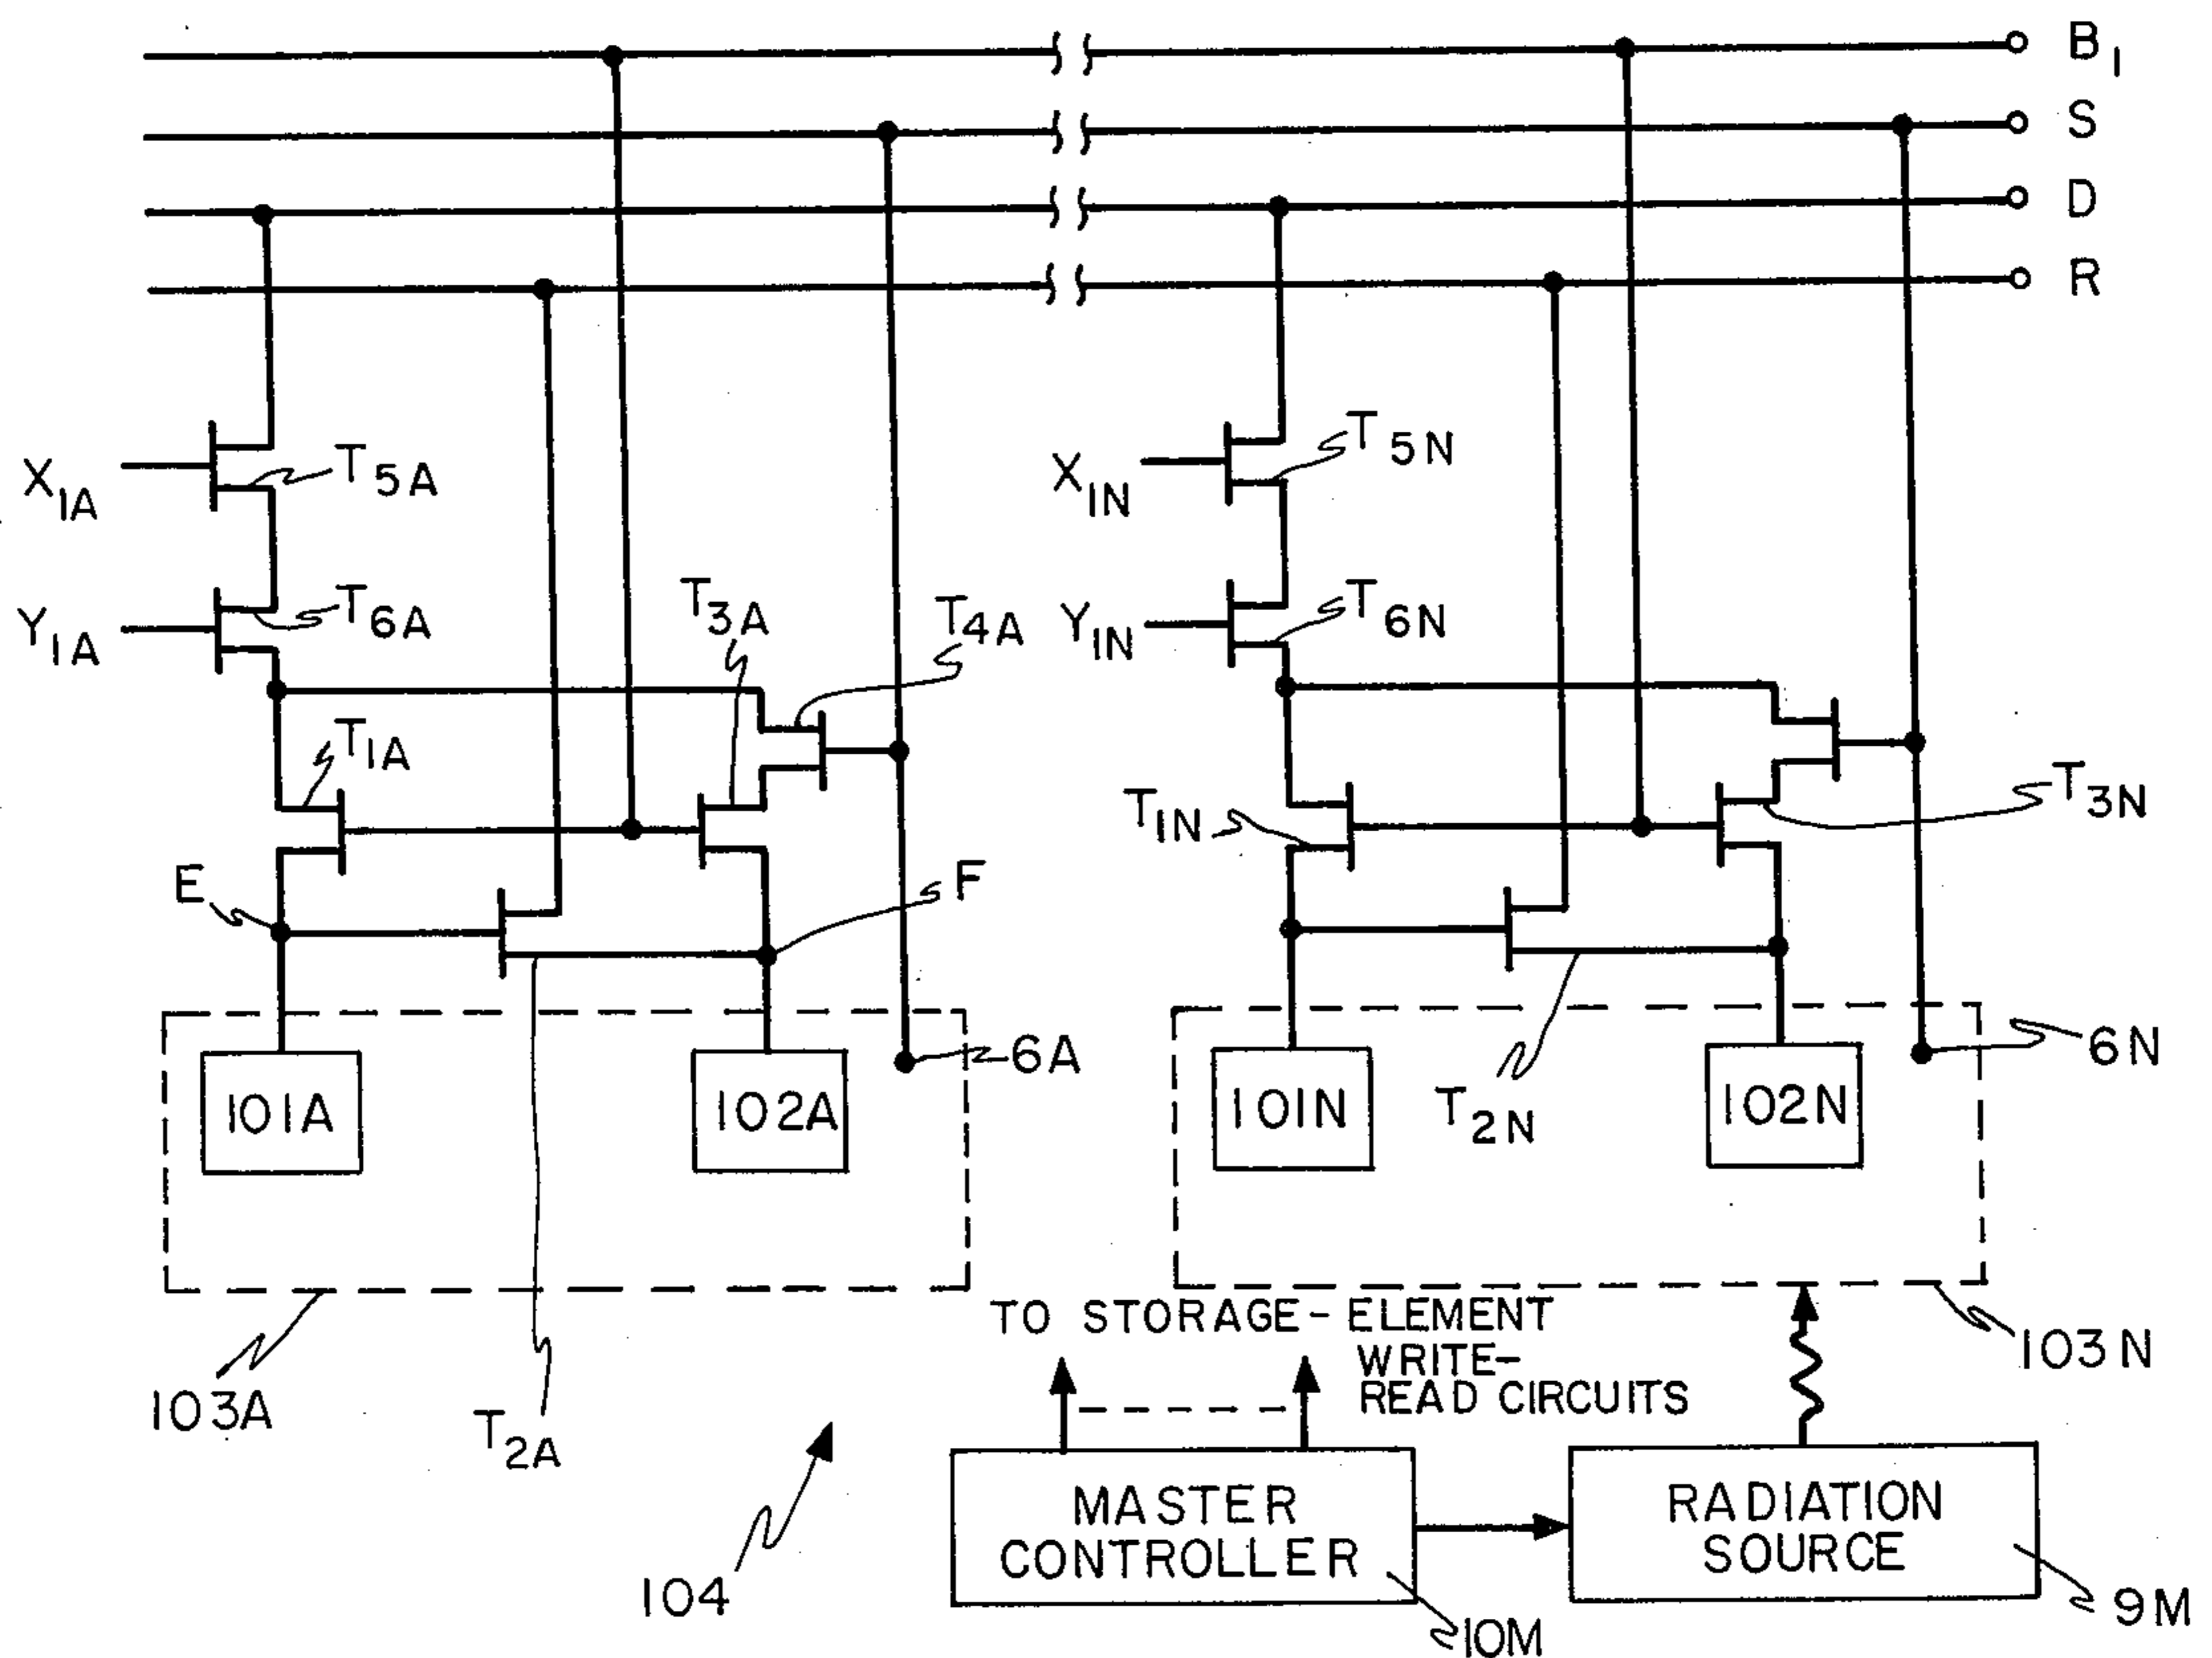 B1
S
D
R
X1A
T5A
X1N
T5N
Y1A
T6A
T3A
T4A
Y1N
T6N
T1A
T1N
T3N
E
F
6A
6N
101A
102A
101N
102N
T2N
103A
T2A
TO STORAGE-ELEMENT
WRITE-
READ CIRCUITS
103N
104
MASTER
CONTROLLER
RADIATION
SOURCE
10M
9M